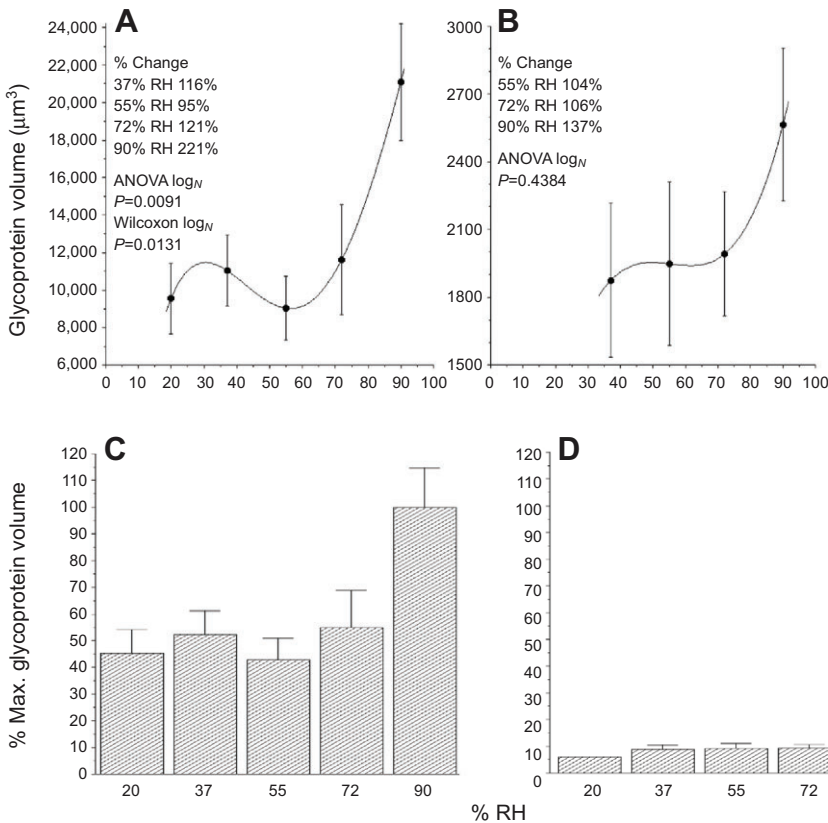 A
24,000
22,000
20,000
18,000
16,000
14,000
12,000
10,000
8,000
6,000
% Change
37% RH 116%
55% RH 95%
72% RH 121%
90% RH 221%
ANOVA logN
P=0.0091
Wilcoxon logN
P=0.0131
0 10 20 30 40 50 60 70 80 90 100
Glycoprotein volume (μm³)
B
3000
2700
2400
2100
1800
1500
% Change
55% RH 104%
72% RH 106%
90% RH 137%
ANOVA logN
P=0.4384
0 10 20 30 40 50 60 70 80 90 100
C
120
110
100
90
80
70
60
50
40
30
20
10
0
% Max. glycoprotein volume
20 37 55 72 90
D
120
110
100
90
80
70
60
50
40
30
20
10
0
20 37 55 72
% RH